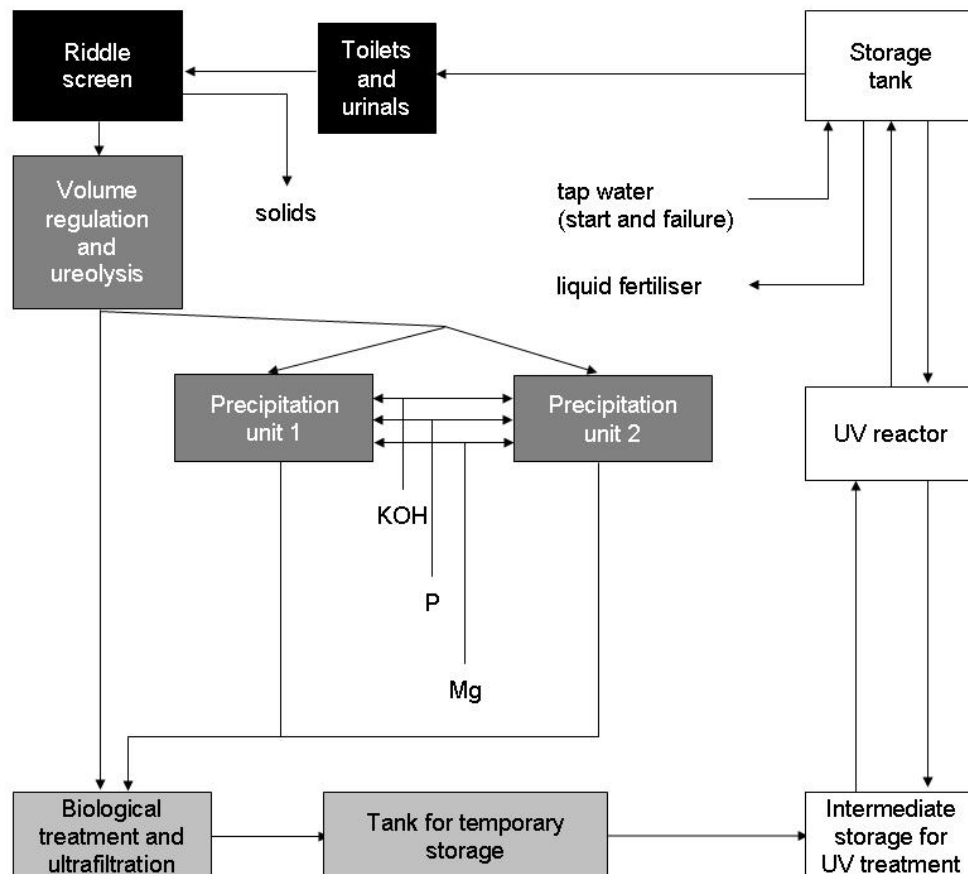 Riddle
screen
Toilets
and
urinals
Storage
tank
Volume
regulation
and
ureolysis
solids
tap water
(start and failure)
liquid fertiliser
Precipitation
unit 1
Precipitation
unit 2
UV reactor
KOH
P
Mg
Biological
treatment and
ultrafiltration
Tank for temporary
storage
Intermediate
storage for
UV treatment